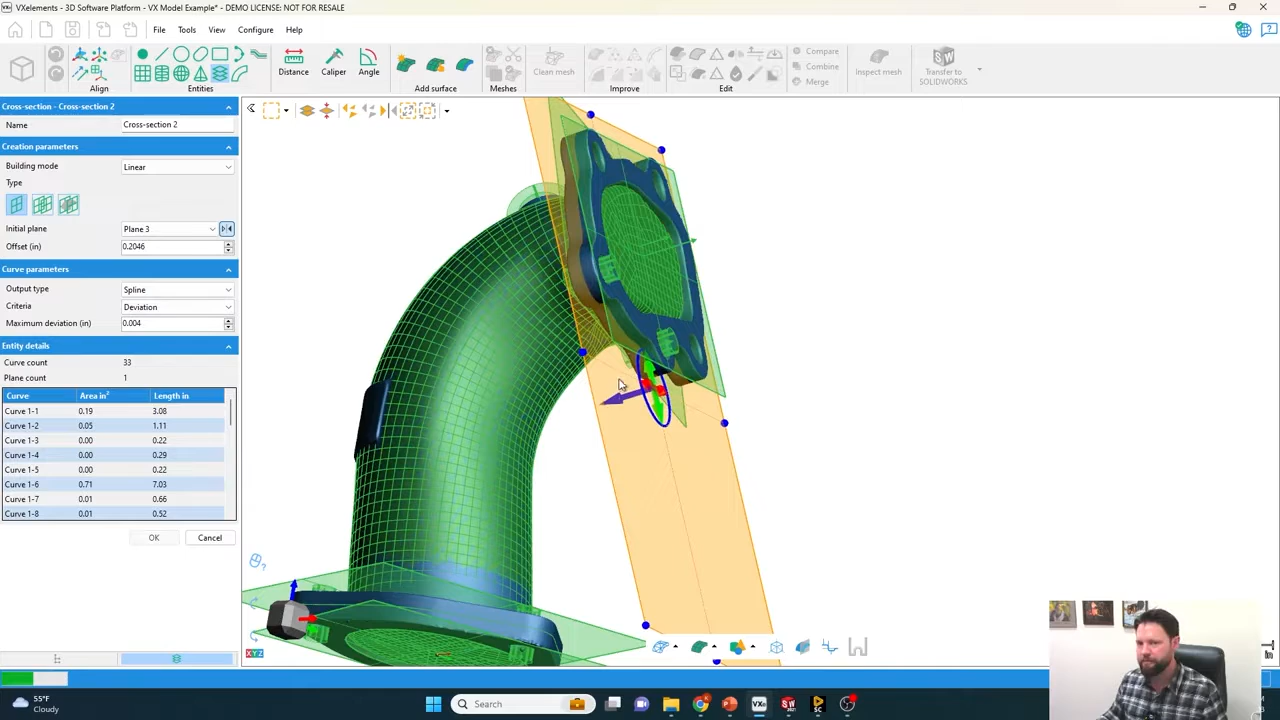 VXelements - 3D Software Platform - VX Model Example* - DEMO LICENSE: NOT FOR RESALE
File Tools View Configure Help
Distance Caliper Angle Clean mesh Compare Combine Merge Inspect mesh Transfer to SOLIDWORKS
Align Entities Add surface Meshes Improve Edit
Cross-section - Cross-section 2
Name Cross-section 2
Creation parameters
Building mode Linear
Type
Initial plane Plane 3
Offset (in) 0.2046
Curve parameters
Output type Spline
Criteria Deviation
Maximum deviation (in) 0.004
Entity details
Curve count 33
Plane count 1
Curve Area in² Length in
Curve 1-1 0.19 3.08
Curve 1-2 0.05 1.11
Curve 1-3 0.00 0.22
Curve 1-4 0.00 0.29
Curve 1-5 0.00 0.22
Curve 1-6 0.71 7.03
Curve 1-7 0.01 0.66
Curve 1-8 0.01 0.52
OK Cancel
XYZ
55°F
Cloudy
Search